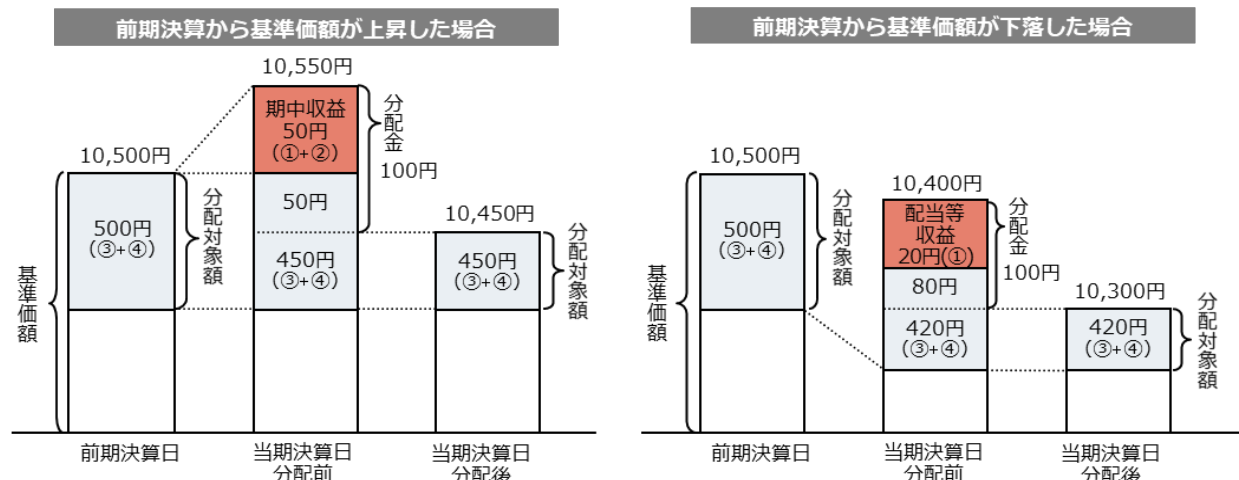 前期決算から基準価額が上昇した場合
10,550円
期中収益
50円
(①+②)
分配金
100円
10,500円
500円
(③+④)
分配対象額
50円
450円
(③+④)
10,450円
450円
(③+④)
分配対象額
基準価額
前期決算日
当期決算日
分配前
当期決算日
分配後
前期決算から基準価額が下落した場合
10,500円
500円
(③+④)
分配対象額
10,400円
配当等
収益
20円(①)
分配金
100円
80円
420円
(③+④)
10,300円
420円
(③+④)
分配対象額
基準価額
前期決算日
当期決算日
分配前
当期決算日
分配後